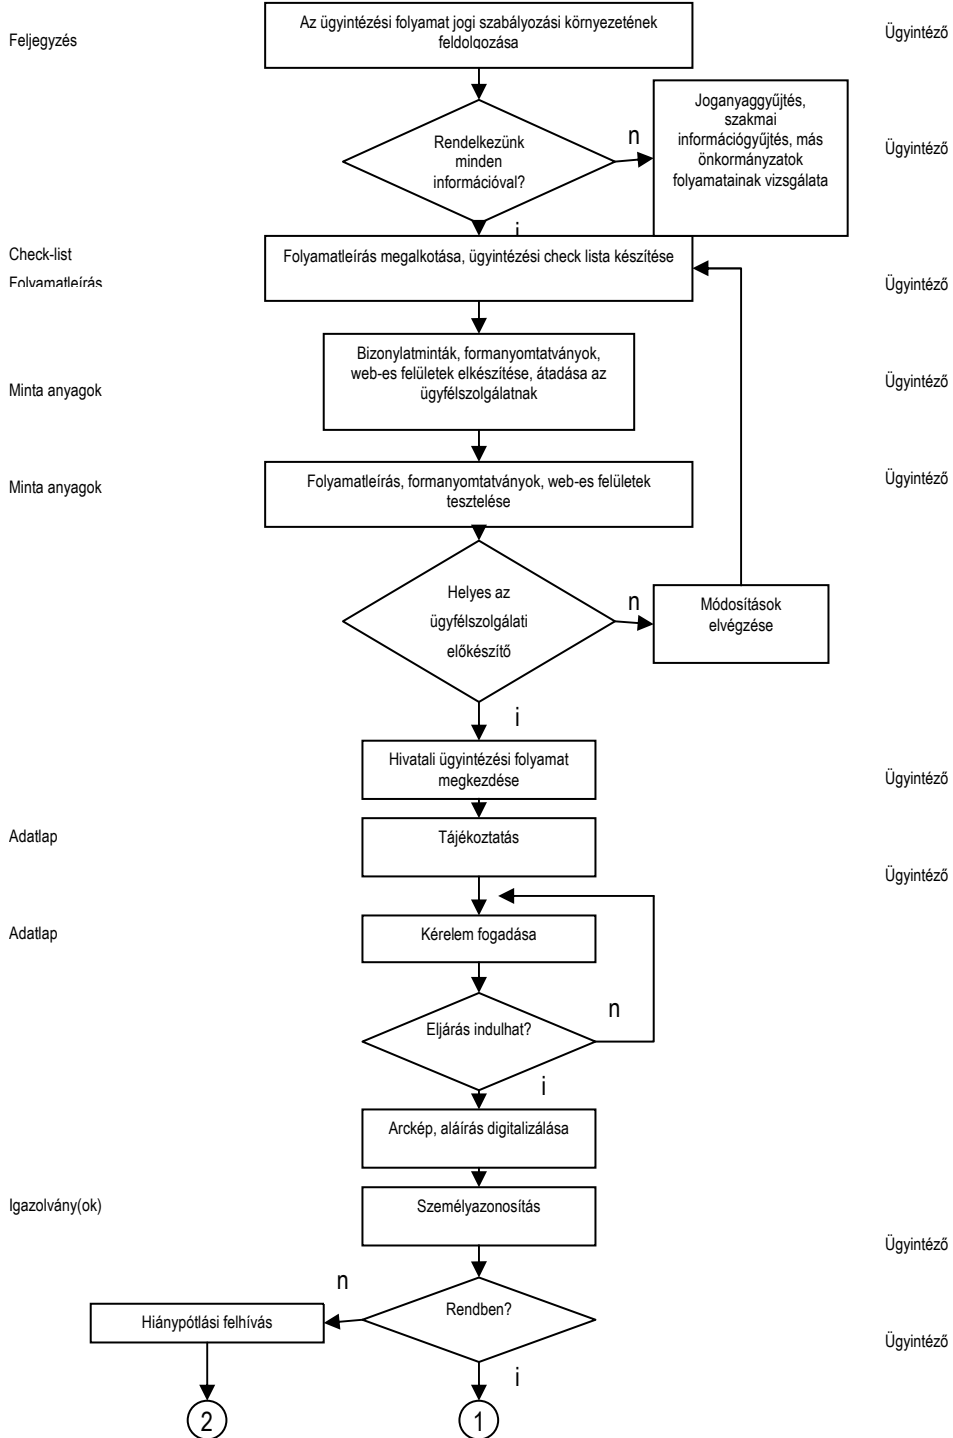 Az ügyintézési folyamat jogi szabályozási környezetének
feldolgozása
Feljegyzés
Ügyintéző
Rendelkezünk
minden
információval?
n
Joganyaggyűjtés,
szakmai
információgyűjtés, más
önkormányzatok
folyamatainak vizsgálata
Ügyintéző
i
Check-list
Folyamatleírás
Folyamatleírás megalkotása, ügyintézési check lista készítése
Ügyintéző
Minta anyagok
Bizonylatminták, formanyomtatványok,
web-es felületek elkészítése, átadása az
ügyfélszolgálatnak
Ügyintéző
Minta anyagok
Folyamatleírás, formanyomtatványok, web-es felületek
tesztelése
Ügyintéző
Helyes az
ügyfélszolgálati
előkészítő
n
Módosítások
elvégzése
i
Hivatali ügyintézési folyamat
megkezdése
Ügyintéző
Adatlap
Tájékoztatás
Ügyintéző
Adatlap
Kérelem fogadása
Eljárás indulhat?
n
i
Arckép, aláírás digitalizálása
Igazolvány(ok)
Személyazonosítás
Ügyintéző
Rendben?
n
Hiánypótlási felhívás
Ügyintéző
i
2
1